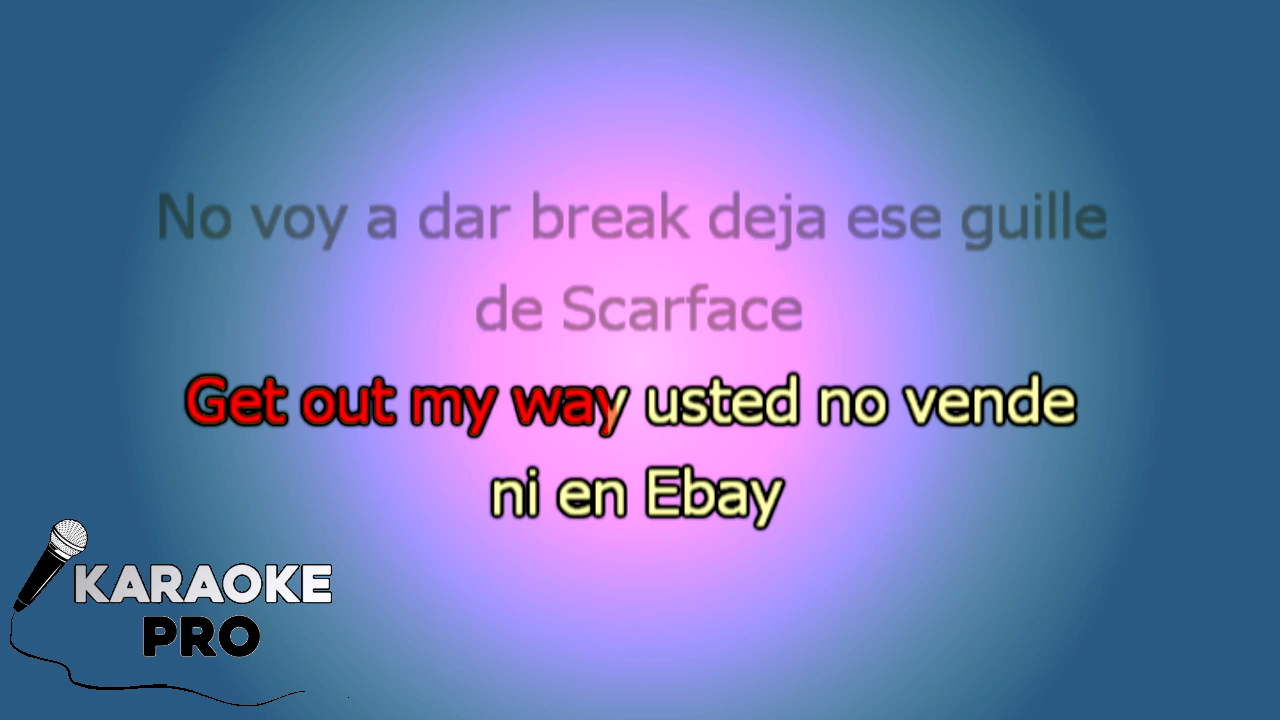 No voy a dar break deja ese guille
de Scarface
Get out my way usted no vende
ni en Ebay
KARAOKE
PRO